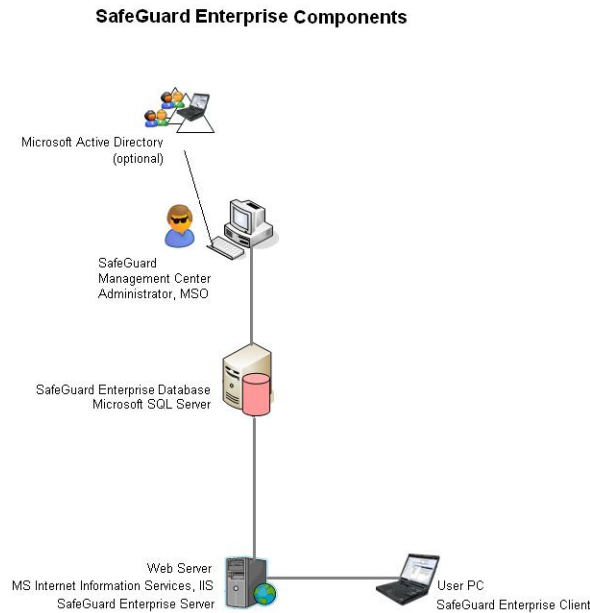 SafeGuard Enterprise Components
Microsoft Active Directory
(optional)
SafeGuard
Management Center
Administrator, MSO
SafeGuard Enterprise Database
Microsoft SQL Server
Web Server
MS Internet Information Services, IIS
SafeGuard Enterprise Server
User PC
SafeGuard Enterprise Client